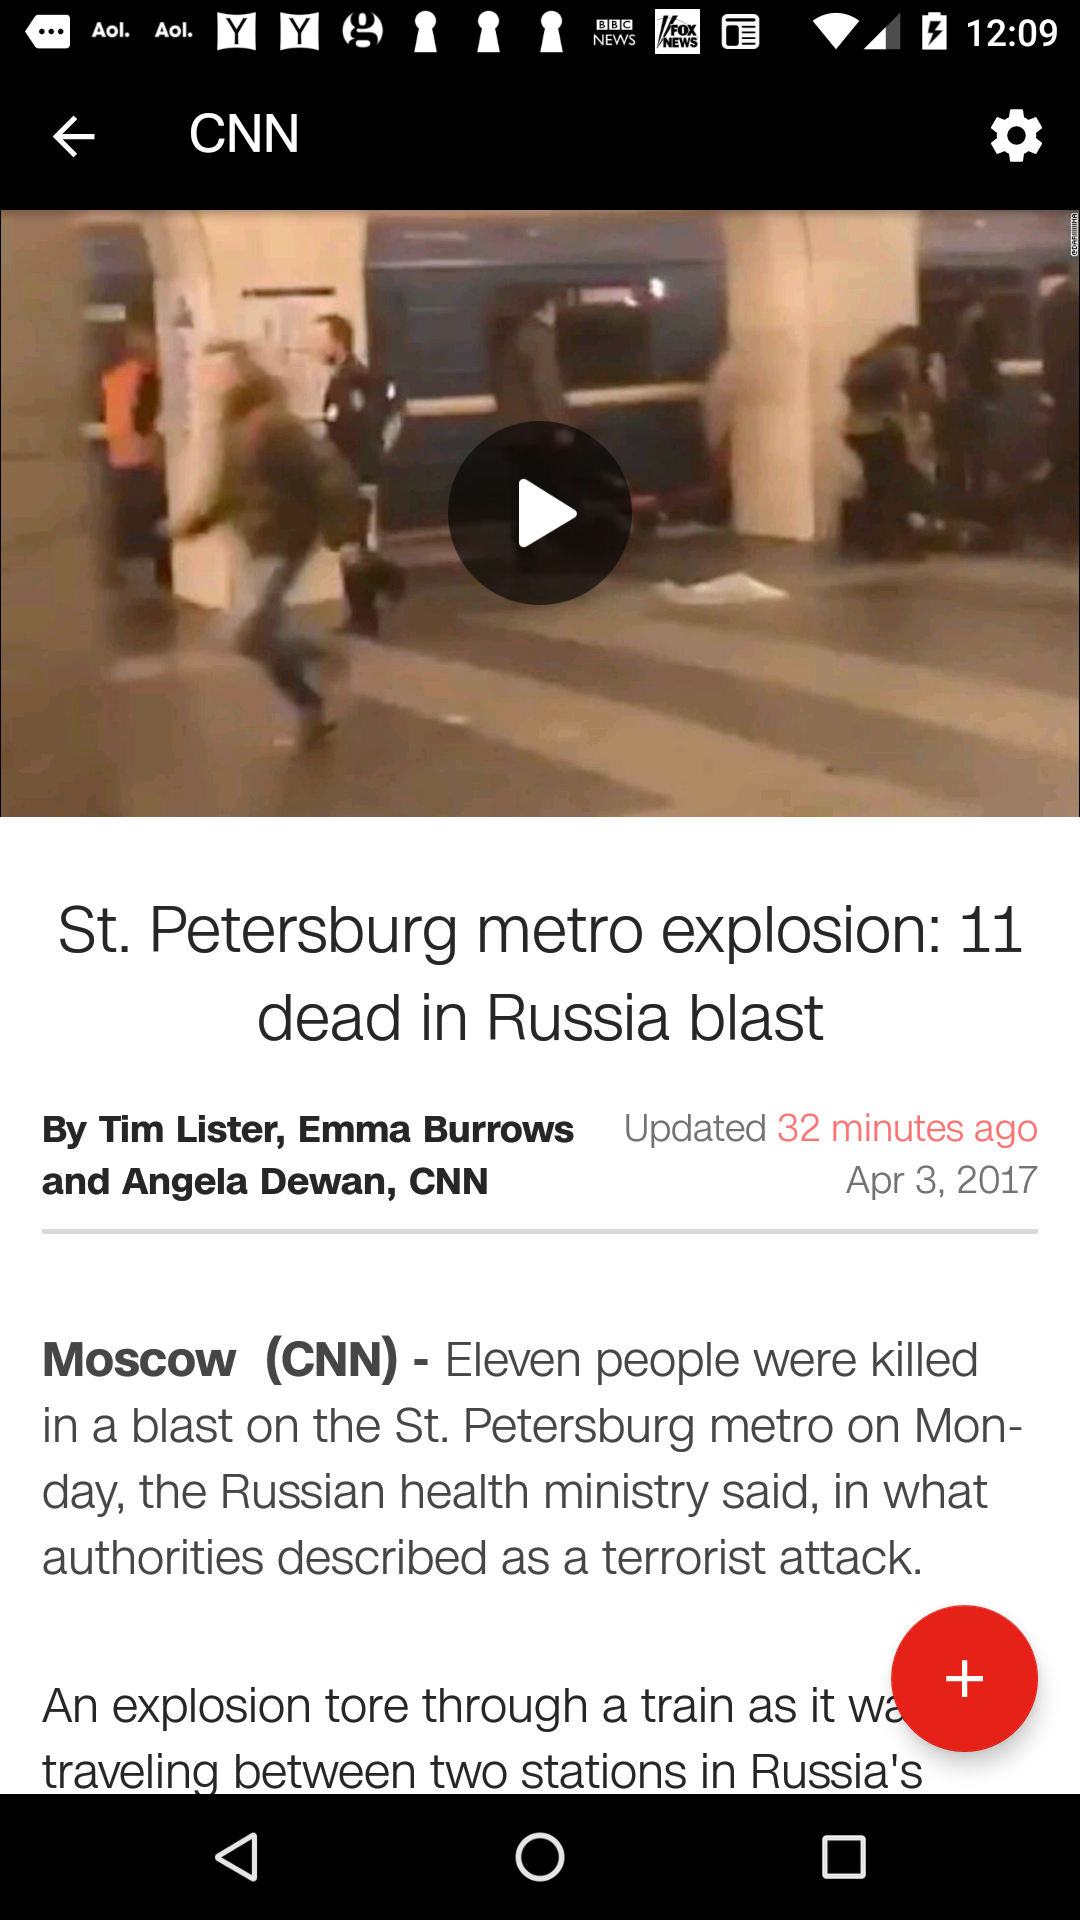 Aol. Aol. Y Y g BBC NEWS FOX NEWS 12:09
CNN
St. Petersburg metro explosion: 11
dead in Russia blast
By Tim Lister, Emma Burrows
and Angela Dewan, CNN
Updated 32 minutes ago
Apr 3, 2017
Moscow (CNN) - Eleven people were killed
in a blast on the St. Petersburg metro on Mon-
day, the Russian health ministry said, in what
authorities described as a terrorist attack.
An explosion tore through a train as it wa
traveling between two stations in Russia's